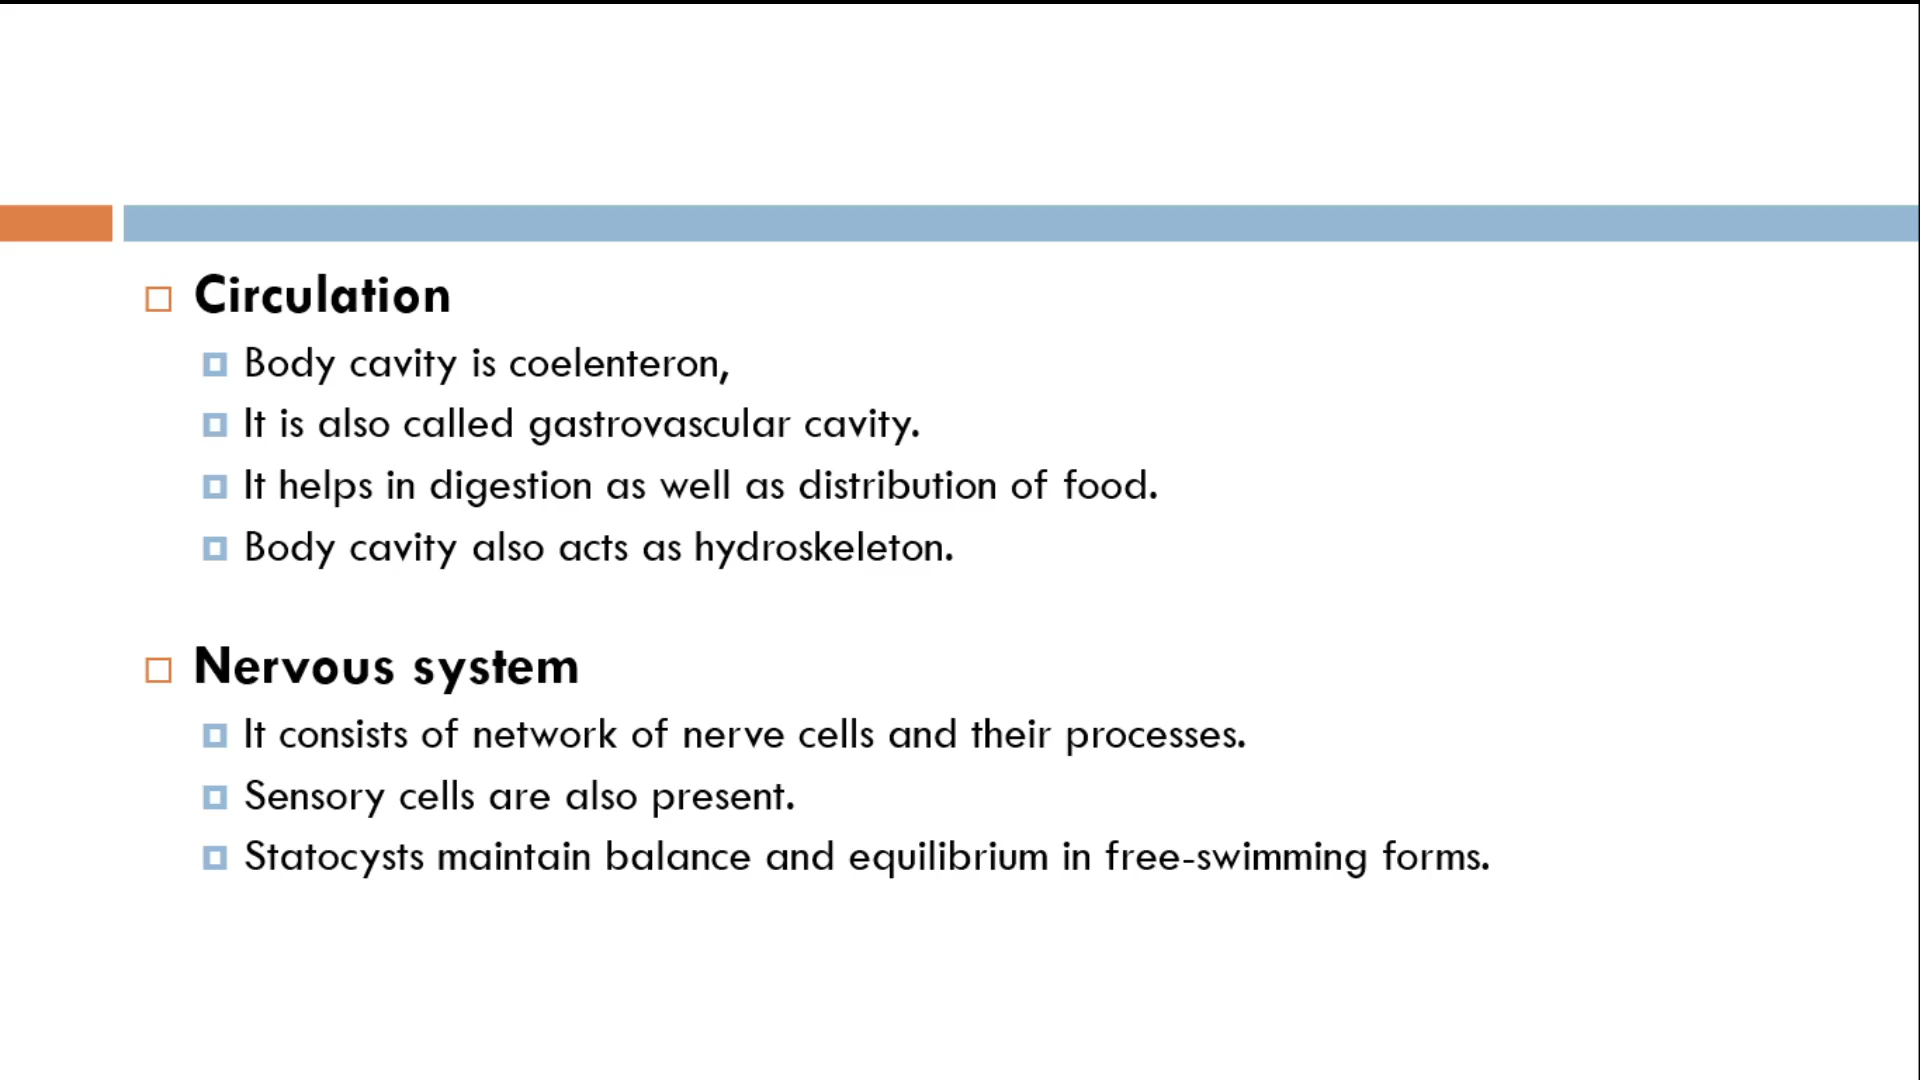 Circulation
Body cavity is coelenteron,
It is also called gastrovascular cavity.
It helps in digestion as well as distribution of food.
Body cavity also acts as hydroskeleton.
Nervous system
It consists of network of nerve cells and their processes.
Sensory cells are also present.
Statocysts maintain balance and equilibrium in free-swimming forms.